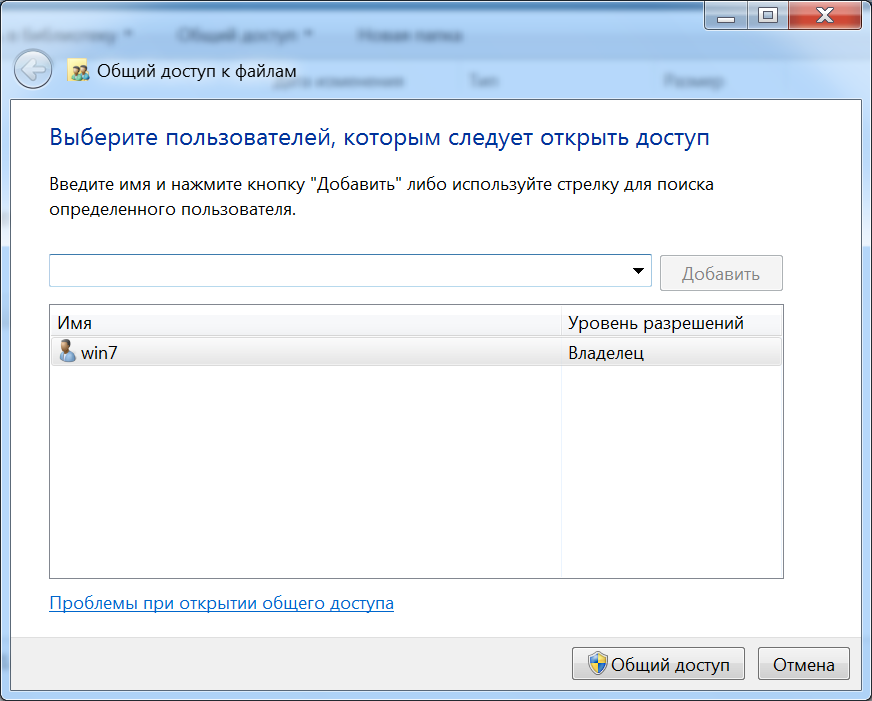 в библиотеку
Общий доступ
Новая папка
Общий доступ к файлам
Дата изменения
Тип
Размер
Выберите пользователей, которым следует открыть доступ
Введите имя и нажмите кнопку "Добавить" либо используйте стрелку для поиска
определенного пользователя.
Добавить
Имя
Уровень разрешений
win7
Владелец
Проблемы при открытии общего доступа
Общий доступ
Отмена